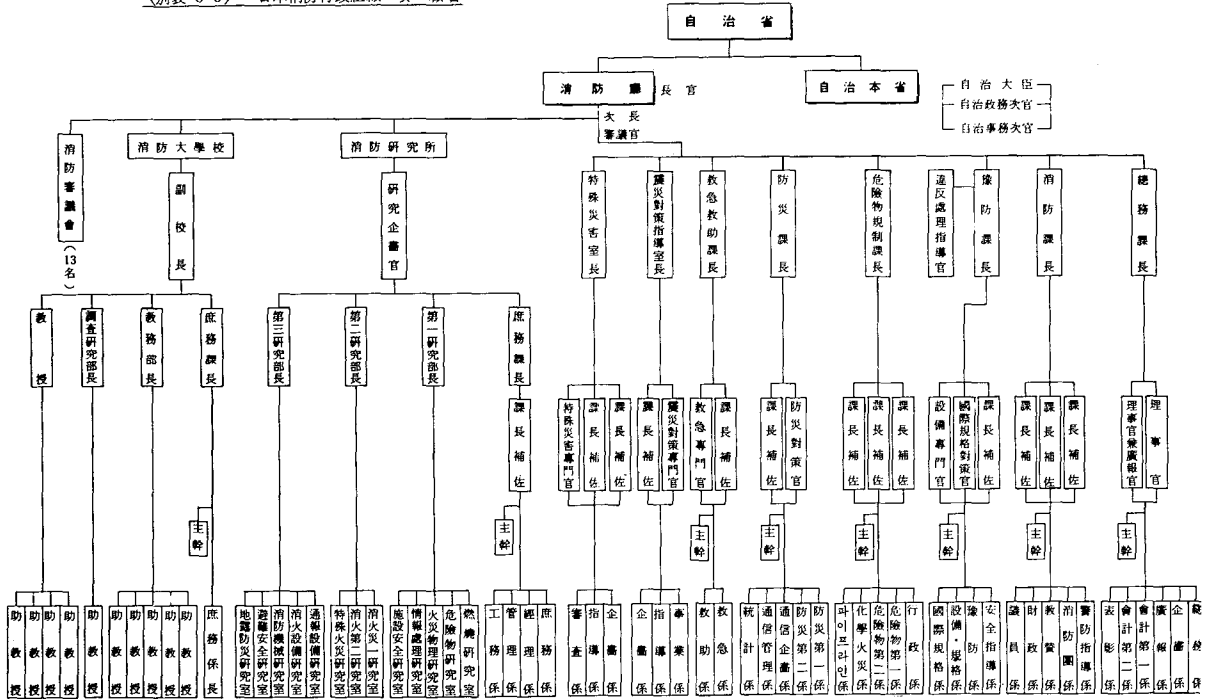 自治省
消防廳
長官
自治本省
自治大臣
自治政務次官
自治事務次官
次長
審議官
消防審議會
(13名)
消防大學校
消防研究所
副校長
研究企畵官
特殊災害室長
震災對策指導室長
救急救助課長
防災課長
危險物規制課長
違反處理指導官
豫防課長
消防課長
總務課長
教授
調査研究部長
教務部長
庶務課長
第三研究部長
第二研究部長
第一研究部長
庶務課長
課長補佐
特殊災害專門官
課長補佐
課長補佐
課長補佐
震災對策專門官
救急專門官
課長補佐
課長補佐
防災對策官
課長補佐
課長補佐
課長補佐
設備專門官
國際規格對策官
課長補佐
課長補佐
課長補佐
課長補佐
理事官兼廣報官
理事官
主幹
主幹
主幹
主幹
主幹
主幹
主幹
主幹
助教授
助教授
助教授
助教授
助教授
助教授
助教授
助教授
助教授
庶務係長
地震防災研究室
避難安全研究室
消防機械研究室
消火設備研究室
通報設備研究室
特殊火災研究室
消火第二研究室
消火第一研究室
施設安全研究室
情報處理研究室
火災物理研究室
危險物研究室
燃燒研究室
工務係
管理係
經理係
庶務係
審査係
指導係
企畵係
企畵係
指導係
事業係
救助係
救急係
統計係
通信管理係
通信企畵係
防災第二係
防災第一係
파이프라인係
化學火災係
危險物第二係
危險物第一係
行政係
國際規格係
設備・規格係
豫防係
安全指導係
議員係
財政係
教養係
消防團係
警防指導係
表彰係
會計第二係
會計第一係
廣報係
企畵係